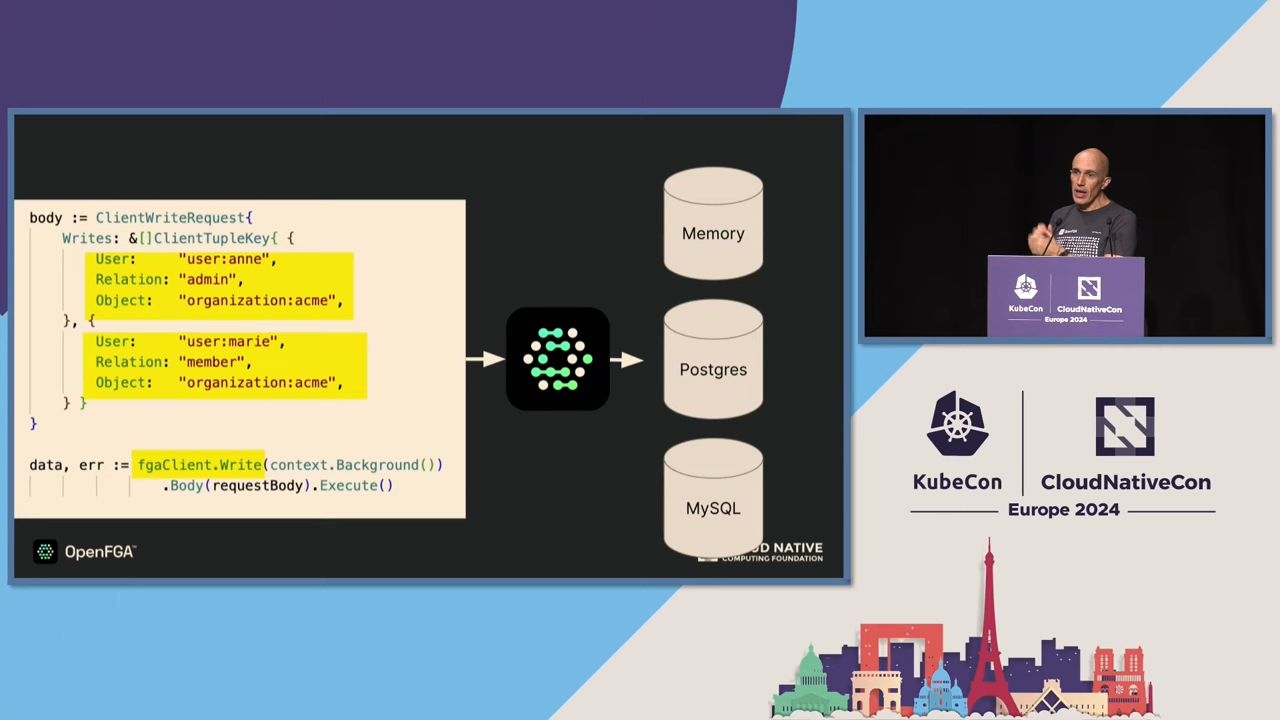 body := ClientWriteRequest{
Writes: &[]ClientTupleKey{ {
User: "user:anne",
Relation: "admin",
Object: "organization:acme",
}, {
User: "user:marie",
Relation: "member",
Object: "organization:acme",
} }
}
data, err := fgaClient.Write(context.Background())
.Body(requestBody).Execute()
Memory
Postgres
MySQL
OpenFGA™
OUD NATIVE
COMPUTING FOUNDATION
KubeCon
CloudNativeCon
Europe 2024
KubeCon
CloudNativeCon
Europe 2024